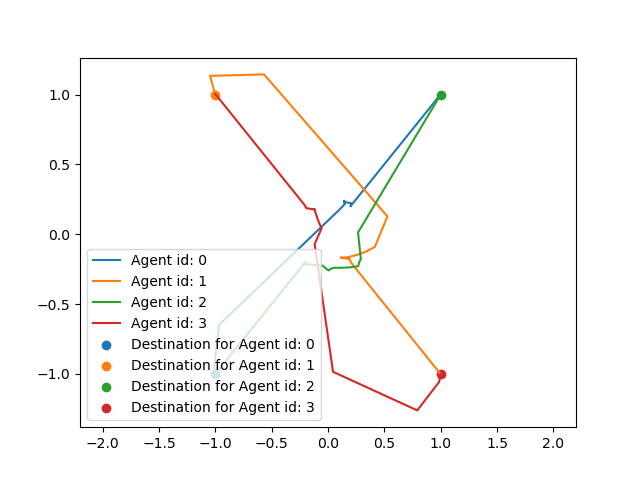 1.0
0.5
0.0
−0.5
−1.0
Agent id: 0
Agent id: 1
Agent id: 2
Agent id: 3
Destination for Agent id: 0
Destination for Agent id: 1
Destination for Agent id: 2
Destination for Agent id: 3
−2.0 −1.5 −1.0 −0.5 0.0 0.5 1.0 1.5 2.0